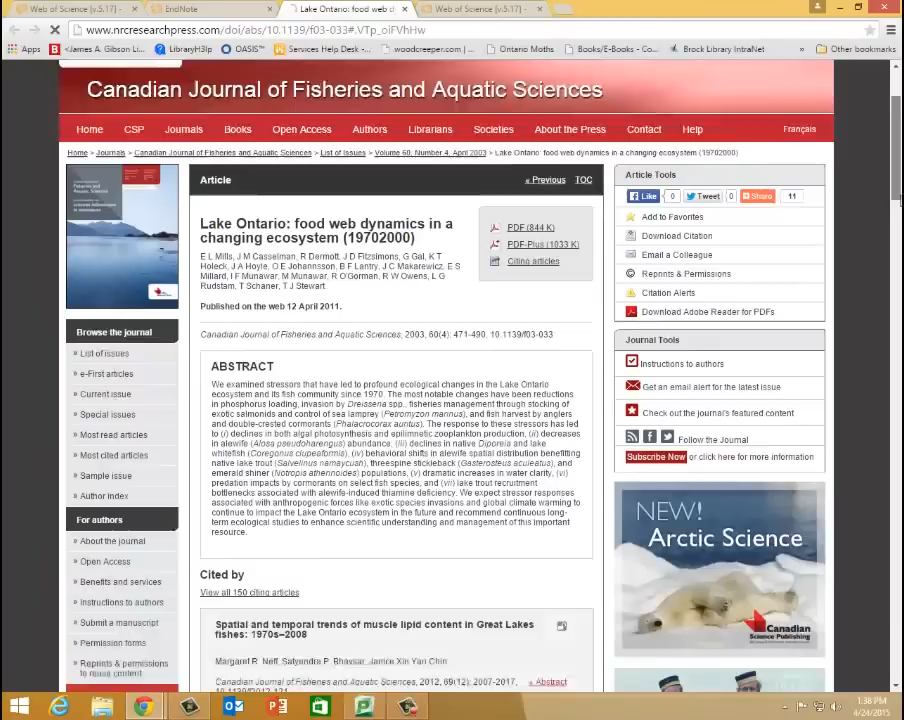 Web of Science [v.5.17] -
EndNote
Lake Ontario: food web d
Web of Science [v.5.17] -
www.nrcresearchpress.com/doi/abs/10.1139/f03-033#.VTp_oiFVhHw
Apps
<James A. Gibson Li...
LibraryH3lp
OASIS™
Services Help Desk -...
woodcreeper.com |...
Ontario Moths
Books/E-Books - Co...
Brock Library IntraNet
»
Other bookmarks
Canadian Journal of Fisheries and Aquatic Sciences
Home CSP Journals Books Open Access Authors Librarians Societies About the Press Contact Help Français
Home > Journals > Canadian Journal of Fisheries and Aquatic Sciences > List of Issues > Volume 60, Number 4, April 2003 > Lake Ontario: food web dynamics in a changing ecosystem (19702000)
Article
« Previous TOC
Lake Ontario: food web dynamics in a
changing ecosystem (19702000)
E L Mills, J M Casselman, R Dermott, J D Fitzsimons, G Gal, K T
Holeck, J A Hoyle, O E Johannsson, B F Lantry, J C Makarewicz, E S
Millard, I F Munawar, M Munawar, R O'Gorman, R W Owens, L G
Rudstam, T Schaner, T J Stewart
PDF (844 K)
PDF-Plus (1033 K)
Citing articles
Published on the web 12 April 2011.
Canadian Journal of Fisheries and Aquatic Sciences, 2003, 60(4): 471-490, 10.1139/f03-033
ABSTRACT
We examined stressors that have led to profound ecological changes in the Lake Ontario
ecosystem and its fish community since 1970. The most notable changes have been reductions
in phosphorus loading, invasion by Dreissena spp., fisheries management through stocking of
exotic salmonids and control of sea lamprey (Petromyzon marinus), and fish harvest by anglers
and double-crested cormorants (Phalacrocorax auritus). The response to these stressors has led
to (i) declines in both algal photosynthesis and epilimnetic zooplankton production, (ii) decreases
in alewife (Alosa pseudoharengus) abundance, (iii) declines in native Diporeia and lake
whitefish (Coregonus clupeaformis), (iv) behavioral shifts in alewife spatial distribution benefitting
native lake trout (Salvelinus namaycush), threespine stickleback (Gasterosteus aculeatus), and
emerald shiner (Notropis atherinoides) populations, (v) dramatic increases in water clarity, (vi)
predation impacts by cormorants on select fish species, and (vii) lake trout recruitment
bottlenecks associated with alewife-induced thiamine deficiency. We expect stressor responses
associated with anthropogenic forces like exotic species invasions and global climate warming to
continue to impact the Lake Ontario ecosystem in the future and recommend continuous long-
term ecological studies to enhance scientific understanding and management of this important
resource.
Cited by
View all 150 citing articles
Spatial and temporal trends of muscle lipid content in Great Lakes
fishes: 1970s–2008
Margaret R. Neff, Satyendra P. Bhavsar, Janice Xin Yan Chin
Canadian Journal of Fisheries and Aquatic Sciences, 2012, 69(12): 2007-2017,
» Abstract
Browse the journal
» List of issues
» e-First articles
» Current issue
» Special issues
» Most read articles
» Most cited articles
» Sample issue
» Author index
For authors
» About the journal
» Open Access
» Benefits and services
» Instructions to authors
» Submit a manuscript
» Permission forms
» Reprints & permissions
to reuse content
Article Tools
Like 0 Tweet 0 Share 11
Add to Favorites
Download Citation
Email a Colleague
Reprints & Permissions
Citation Alerts
Download Adobe Reader for PDFs
Journal Tools
Instructions to authors
Get an email alert for the latest issue
Check out the journal's featured content
Follow the Journal
Subscribe Now or click here for more information
NEW!
Arctic Science
Canadian
Science Publishing
1:38 PM
4/24/2015